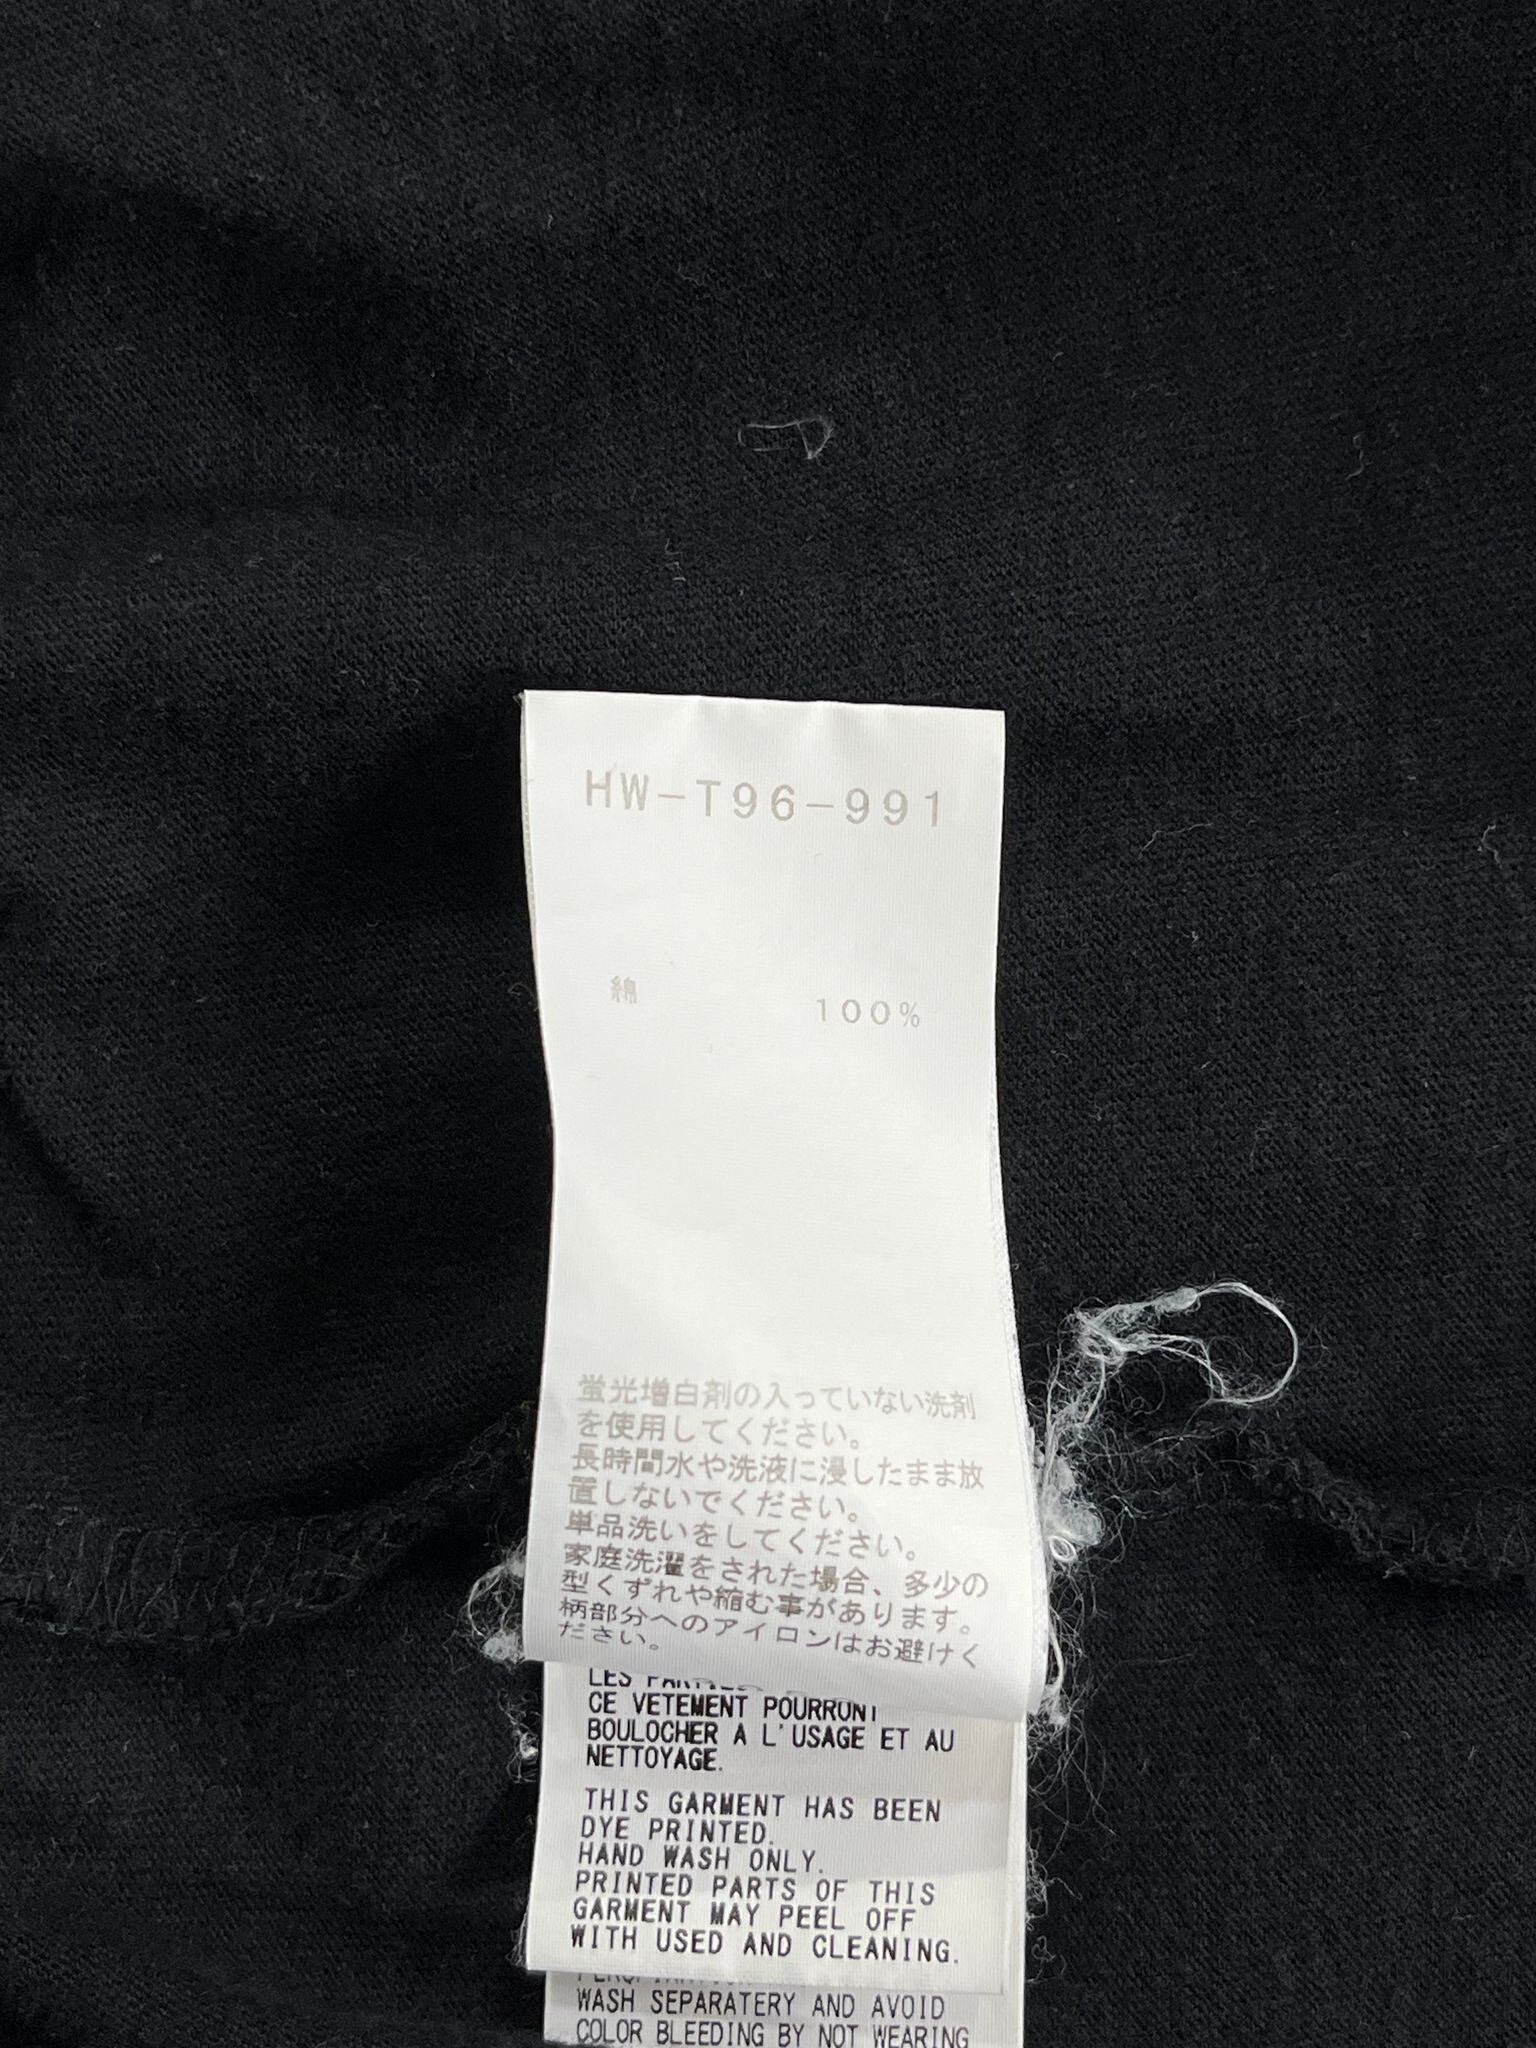 HW-T96-991
綿 100%
蛍光増白剤の入っていない洗剤
を使用してください。
長時間水や洗液に浸したまま放
置しないでください。
単品洗いをしてください。
家庭洗濯をされた場合、多少の
型くずれや縮む事があります。
柄部分へのアイロンはお避けく
ださい。
LES
CE VETEMENT POURRONT
BOULOCHER A L'USAGE ET AU
NETTOYAGE.
THIS GARMENT HAS BEEN
DYE PRINTED.
HAND WASH ONLY.
PRINTED PARTS OF THIS
GARMENT MAY PEEL OFF
WITH USED AND CLEANING.
WASH SEPARATERY AND AVOID
COLOR BLEEDING BY NOT WEARING